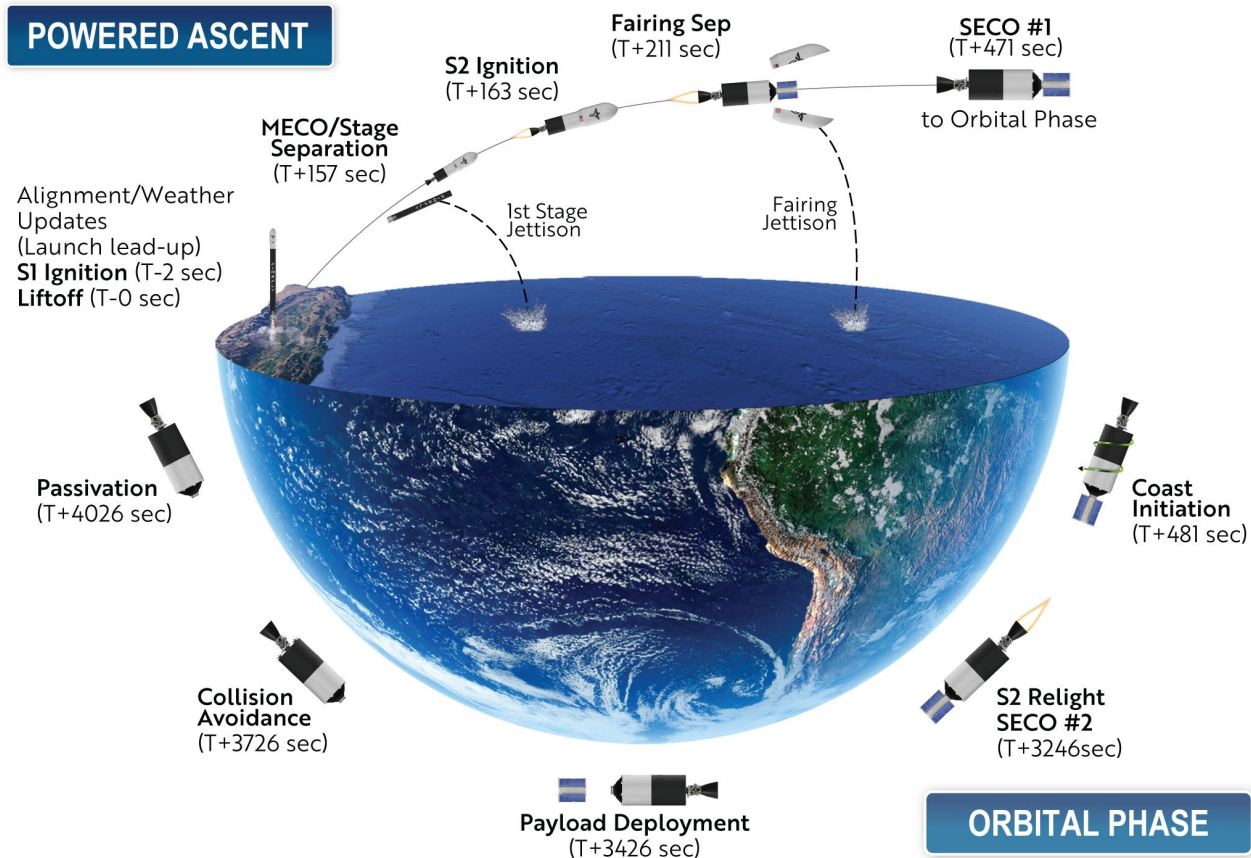 POWERED ASCENT
Alignment/Weather
Updates
(Launch lead-up)
S1 Ignition (T-2 sec)
Liftoff (T-0 sec)
MECO/Stage
Separation
(T+157 sec)
S2 Ignition
(T+163 sec)
Fairing Sep
(T+211 sec)
SECO #1
(T+471 sec)
to Orbital Phase
1st Stage
Jettison
Fairing
Jettison
Coast
Initiation
(T+481 sec)
S2 Relight
SECO #2
(T+3246sec)
Payload Deployment
(T+3426 sec)
Collision
Avoidance
(T+3726 sec)
Passivation
(T+4026 sec)
ORBITAL PHASE